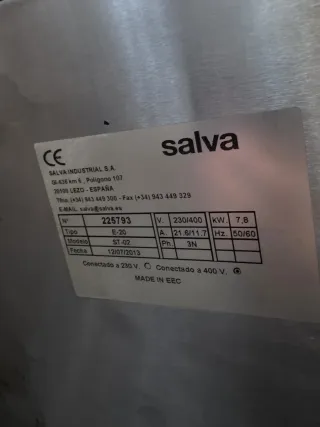 CE
salva
SALVA INDUSTRIAL S.A.
GI-636 km 6 , Polígono 107
20100 LEZO - ESPAÑA
Tfno. (+34) 943 449 300 - Fax (+34) 943 449 329
E-MAIL. salva@salva.es
Nº 225793 V. 230/400 kW. 7,8
Tipo E-20 A. 21.6/11.7 Hz. 50/60
Modelo ST-02 Ph. 3N
Fecha 12/07/2013
Conectado a 230 V. Conectado a 400 V.
MADE IN EEC